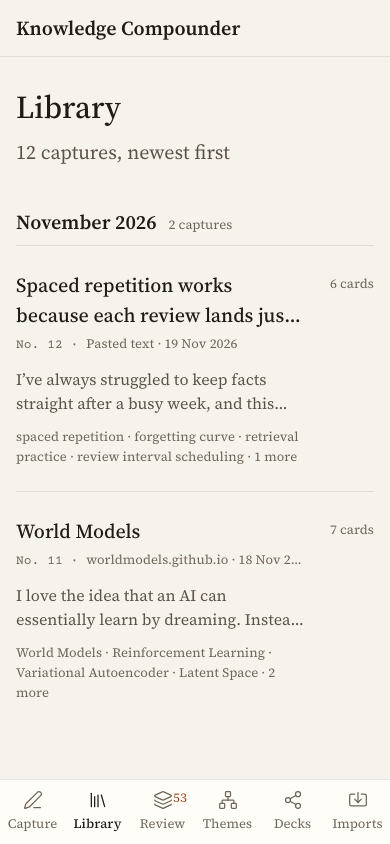 Knowledge Compounder
Library
12 captures, newest first
November 2026 2 captures
Spaced repetition works 6 cards
because each review lands jus...
No. 12 · Pasted text · 19 Nov 2026
I’ve always struggled to keep facts
straight after a busy week, and this...
spaced repetition · forgetting curve · retrieval
practice · review interval scheduling · 1 more
World Models 7 cards
No. 11 · worldmodels.github.io · 18 Nov 2...
I love the idea that an AI can
essentially learn by dreaming. Instea...
World Models · Reinforcement Learning ·
Variational Autoencoder · Latent Space · 2
more
53
Capture Library Review Themes Decks Imports